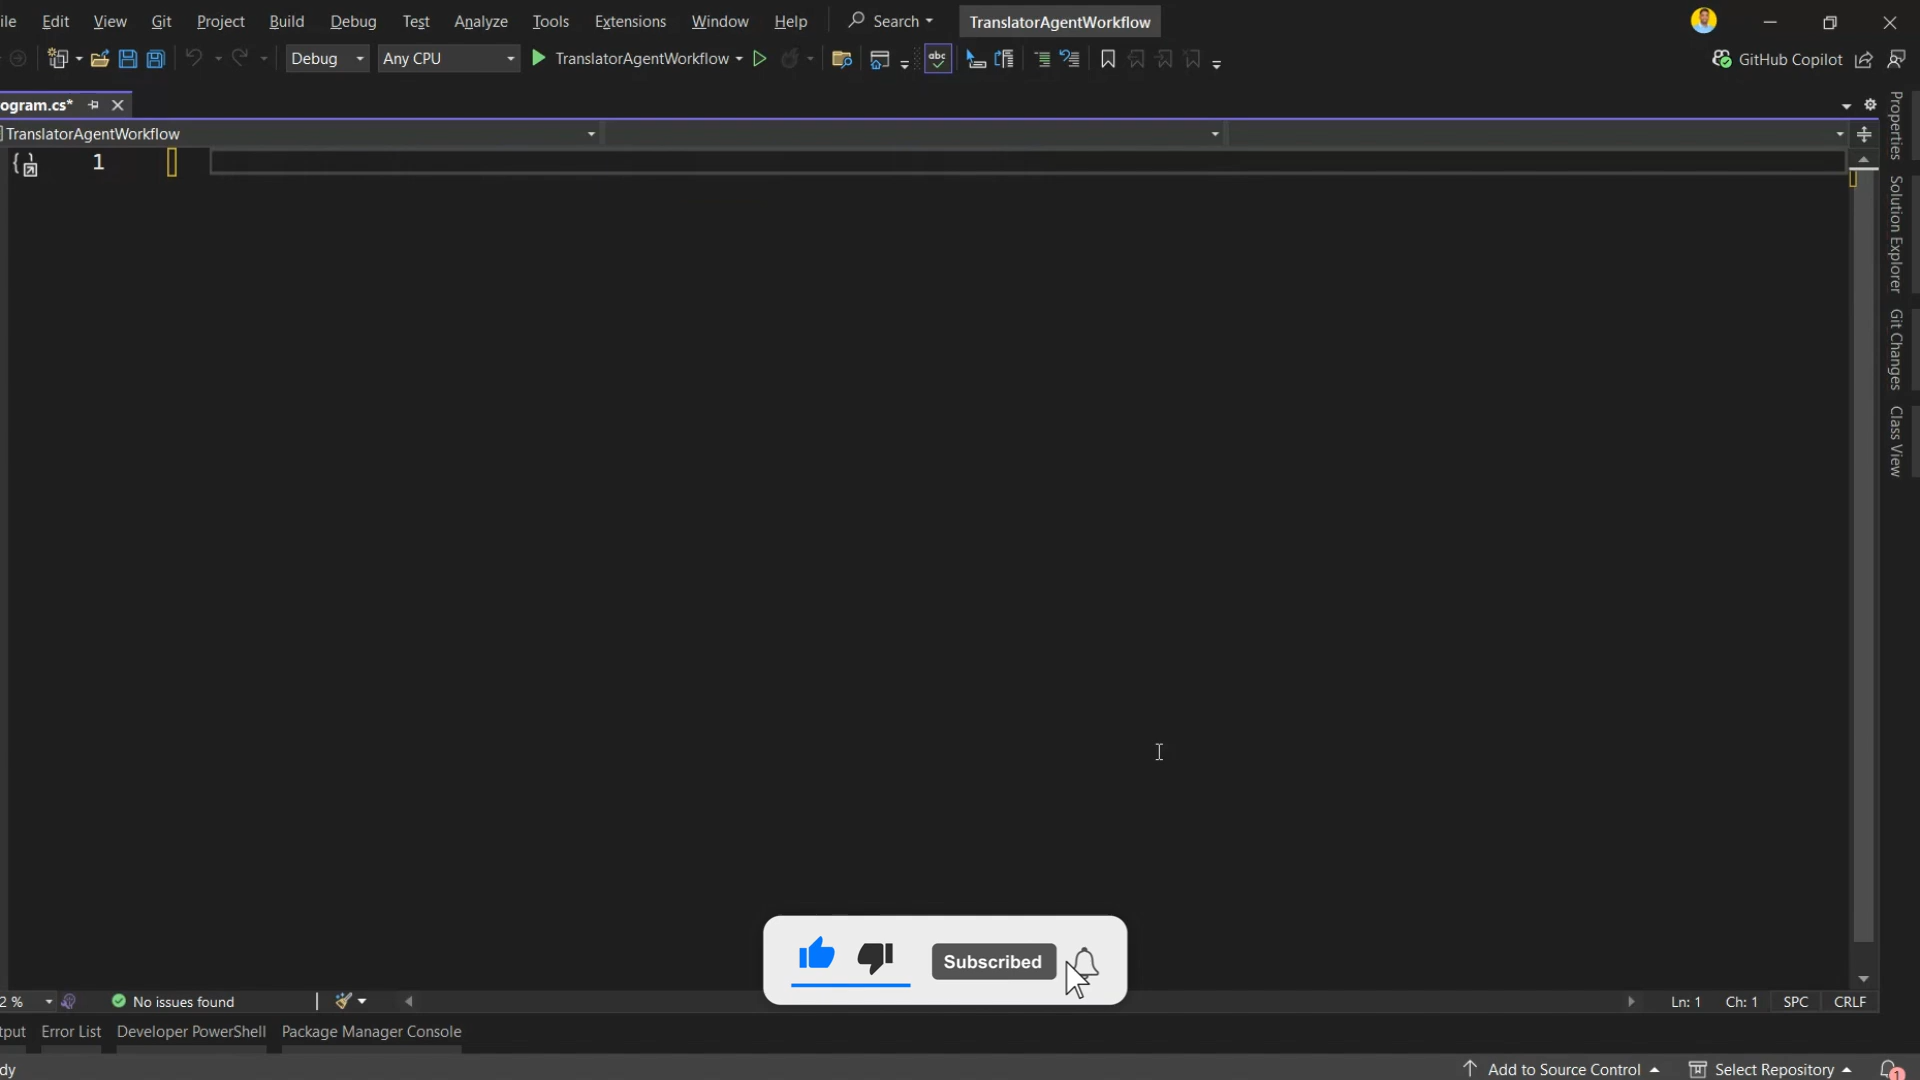 ile Edit View Git Project Build Debug Test Analyze Tools Extensions Window Help Search TranslatorAgentWorkflow
Debug Any CPU TranslatorAgentWorkflow GitHub Copilot
ogram.cs*
TranslatorAgentWorkflow
1
Properties
Solution Explorer
Git Changes
Class View
Subscribed
2 % No issues found Ln: 1 Ch: 1 SPC CRLF
tput Error List Developer PowerShell Package Manager Console
dy Add to Source Control Select Repository 1